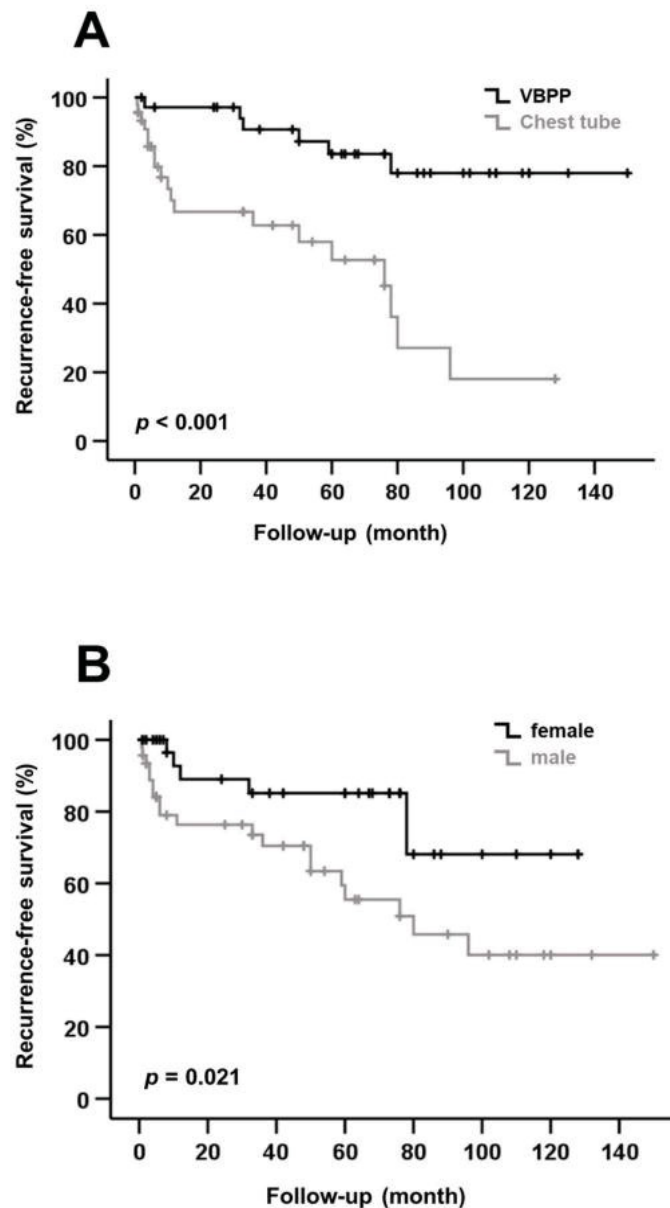 A
100
80
60
40
20
0
Recurrence-free survival (%)
VBPP
Chest tube
p < 0.001
0 20 40 60 80 100 120 140
Follow-up (month)
B
100
80
60
40
20
0
Recurrence-free survival (%)
female
male
p = 0.021
0 20 40 60 80 100 120 140
Follow-up (month)